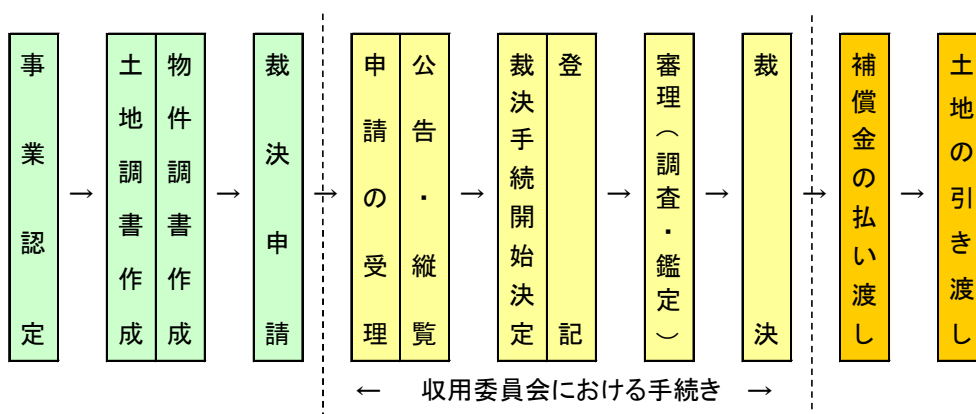 事業認定
→
土地調書作成
物件調書作成
→
裁決申請
→
申請の受理
公告・縦覧
→
裁決手続開始決定
登記
→
審理（調査・鑑定）
→
裁決
→
補償金の払い渡し
→
土地の引き渡し
← 収用委員会における手続き →